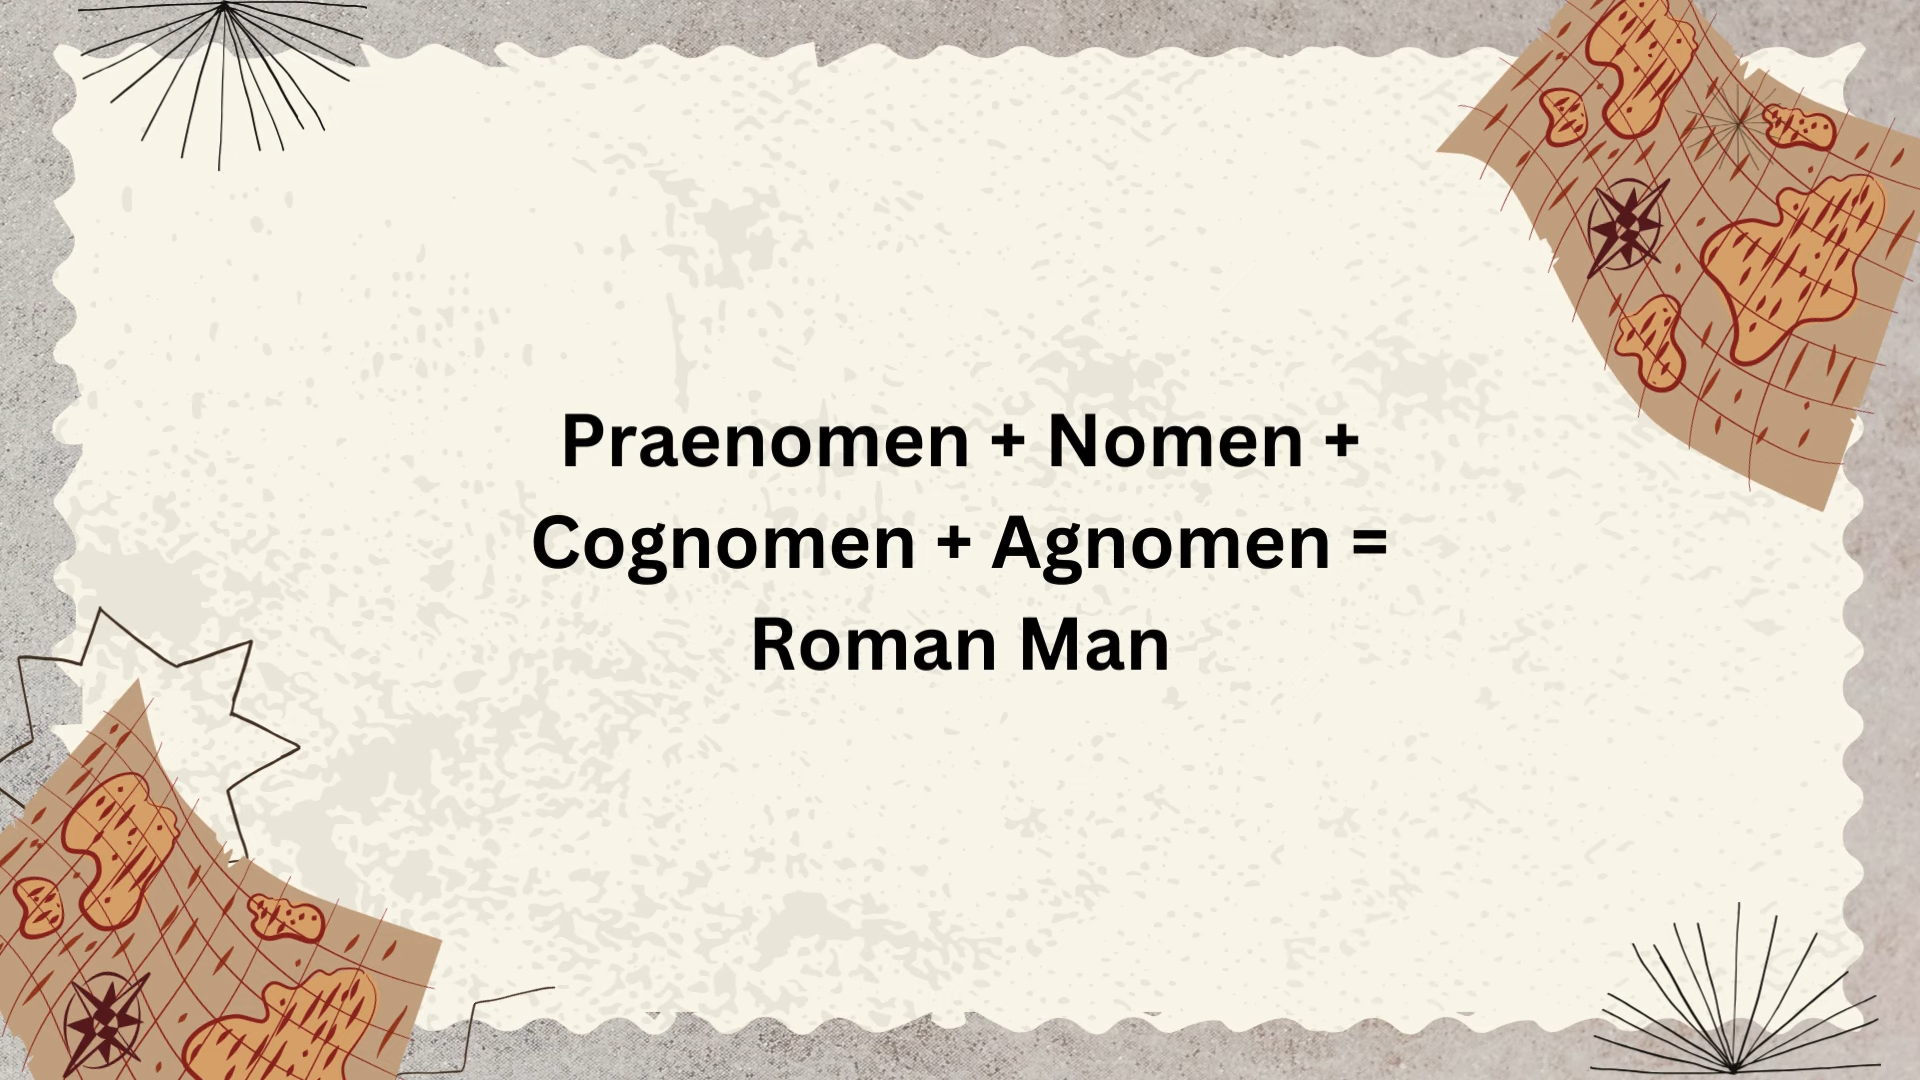 Praenomen + Nomen +
Cognomen + Agnomen =
Roman Man